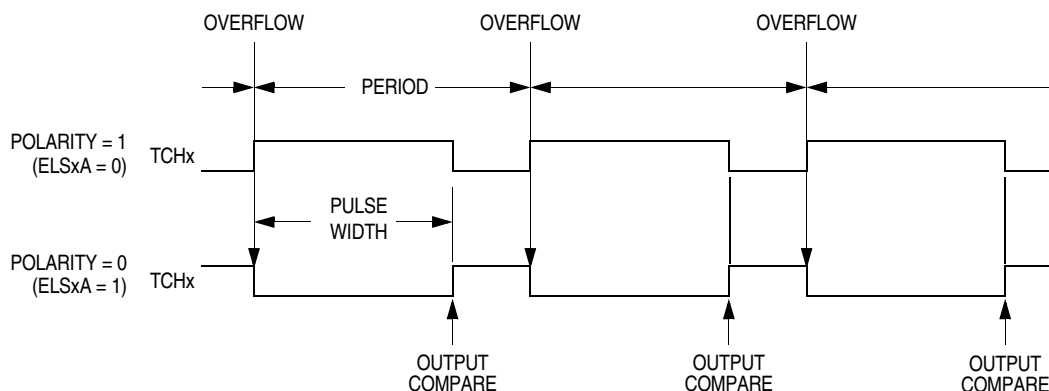 OVERFLOW
OVERFLOW
OVERFLOW
PERIOD
POLARITY = 1
(ELSxA = 0)
TCHx
PULSE
WIDTH
POLARITY = 0
(ELSxA = 1)
TCHx
OUTPUT
COMPARE
OUTPUT
COMPARE
OUTPUT
COMPARE